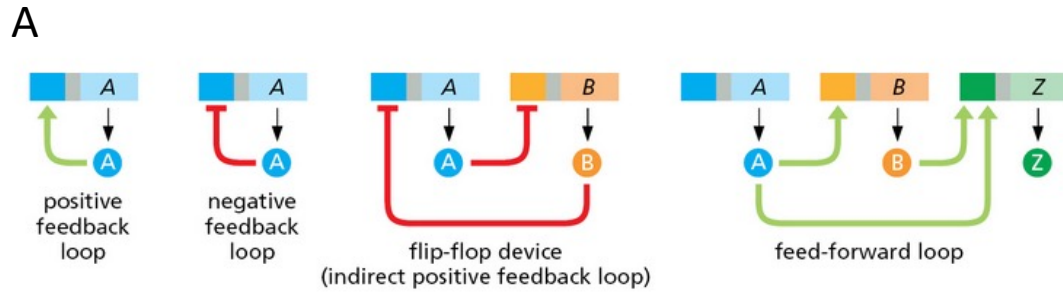 A
A A A B A B Z
A A A B A B Z
positive
feedback
loop
negative
feedback
loop
flip-flop device
(indirect positive feedback loop)
feed-forward loop